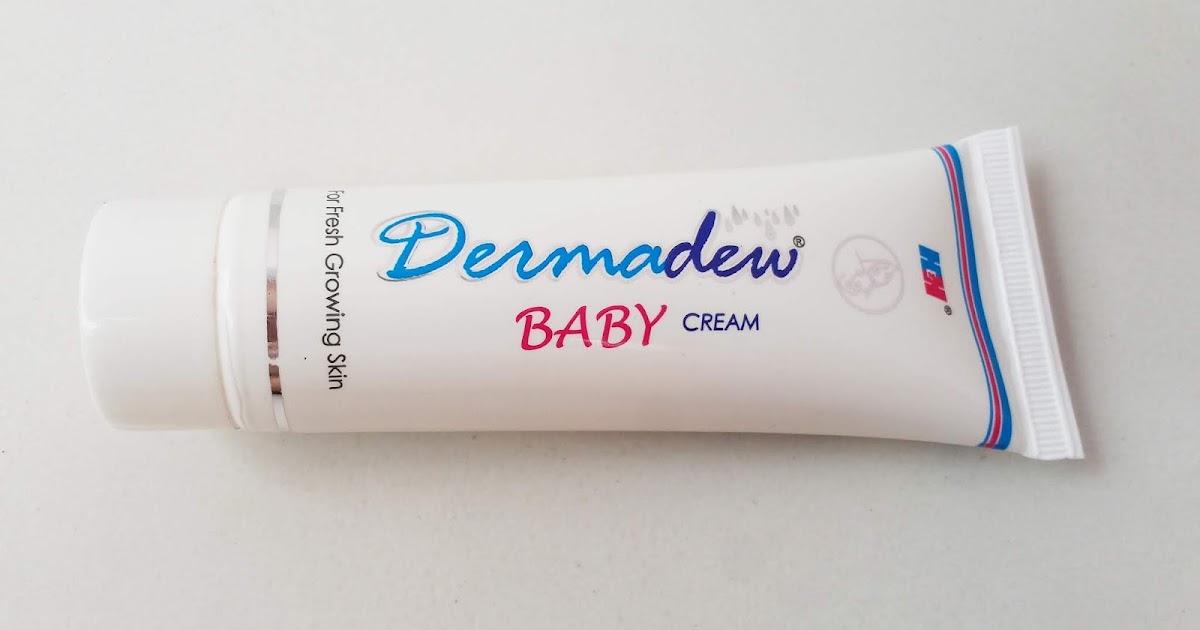 For Fresh Growing Skin
Dermadew®
BABY CREAM
H&H®